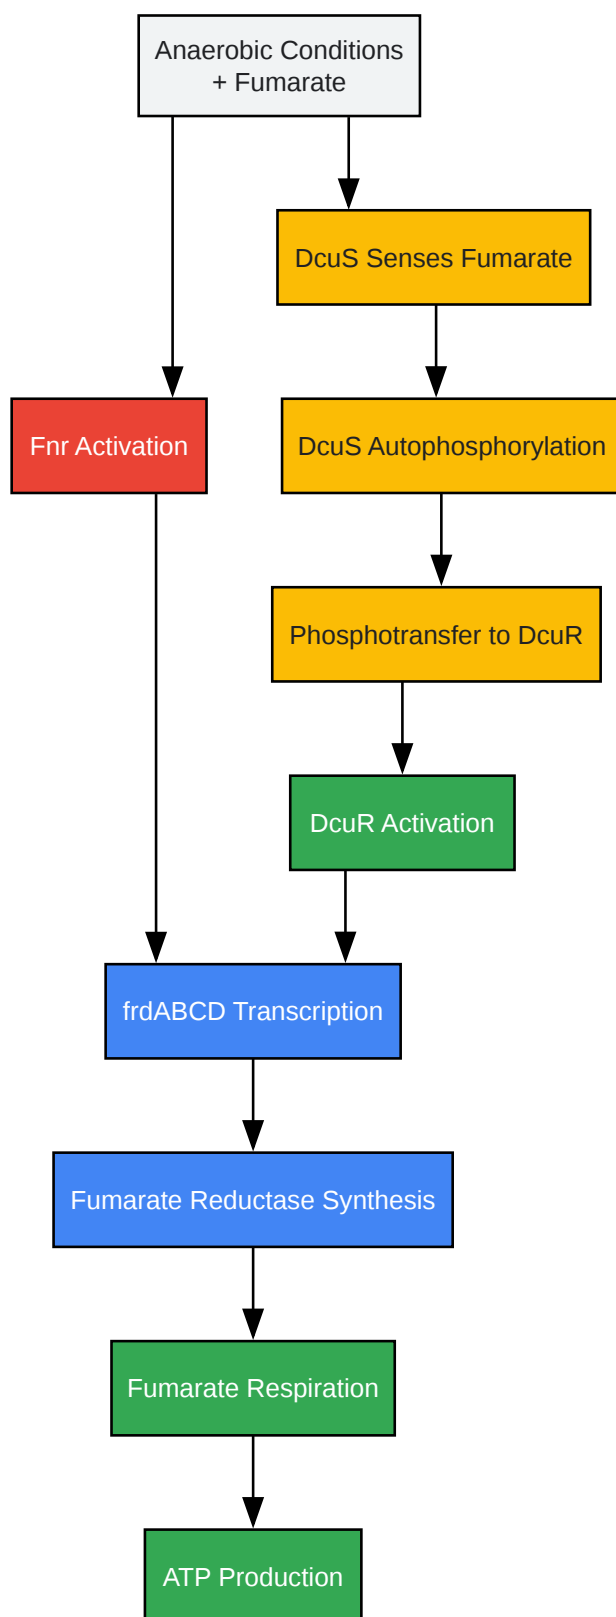 Anaerobic Conditions
+ Fumarate
DcuS Senses Fumarate
Fnr Activation
DcuS Autophosphorylation
Phosphotransfer to DcuR
DcuR Activation
frdABCD Transcription
Fumarate Reductase Synthesis
Fumarate Respiration
ATP Production